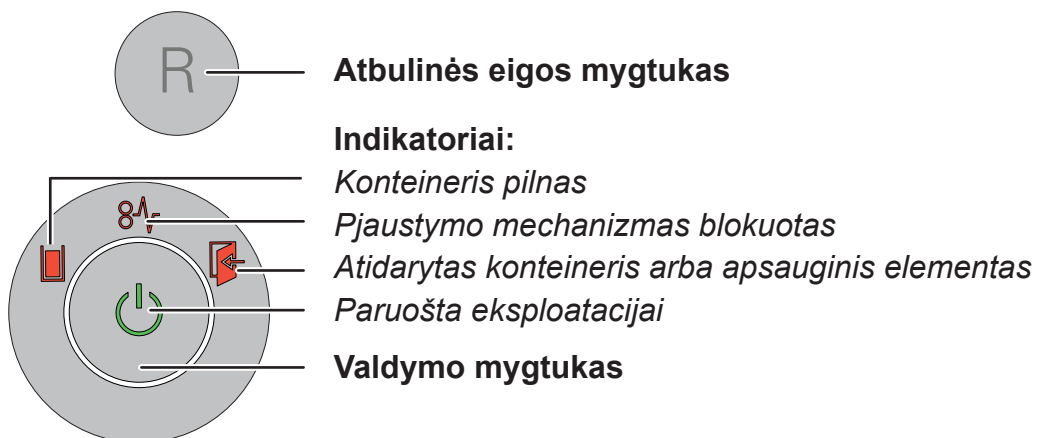 R
Atbulinės eigos mygtukas
Indikatoriai:
Konteineris pilnas
Pjaustymo mechanizmas blokuotas
Atidarytas konteineris arba apsauginis elementas
Paruošta eksploatacijai
Valdymo mygtukas